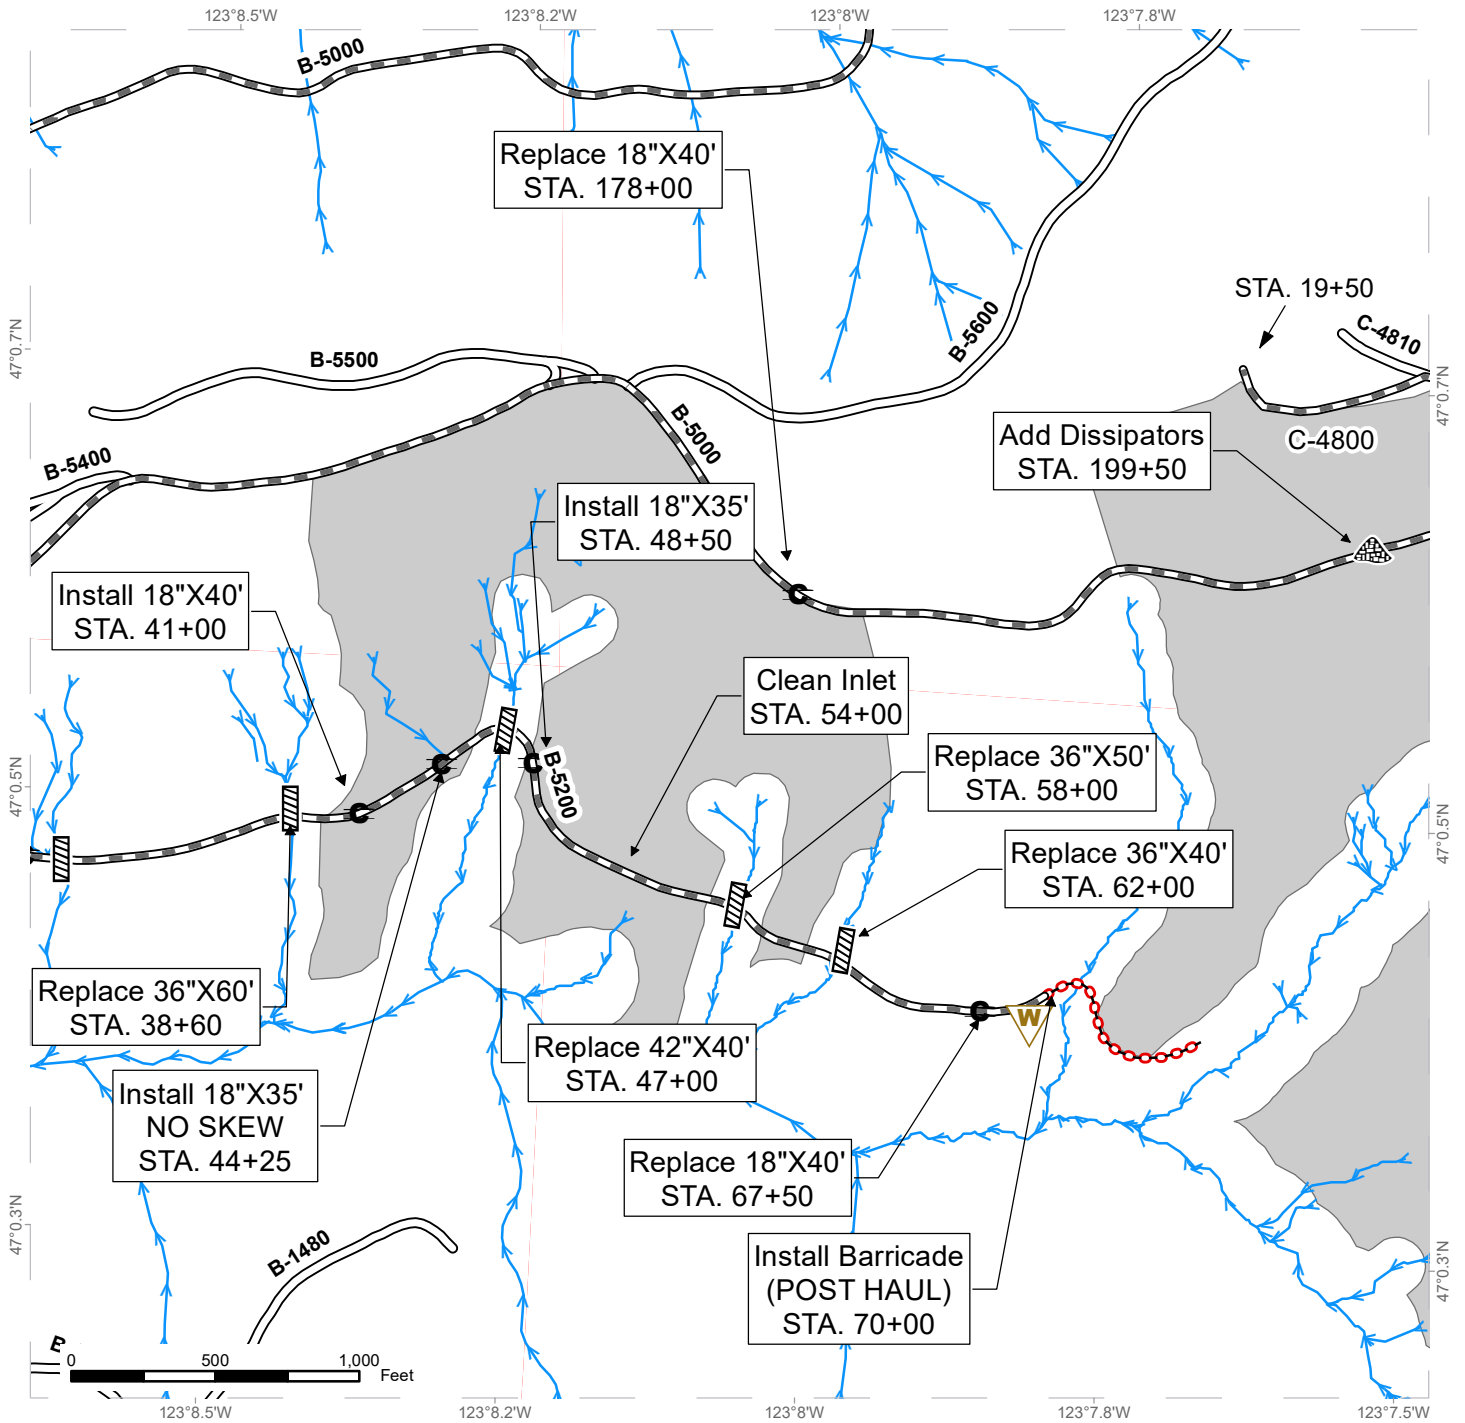 123°8.5'W
123°8.2'W
123°8'W
123°7.8'W
B-5000
Replace 18"X40'
STA. 178+00
STA. 19+50
B-5600
C-4810
47°0.7'N
47°0.7'N
B-5500
B-5000
C-4800
Add Dissipators
STA. 199+50
B-5400
Install 18"X35'
STA. 48+50
Install 18"X40'
STA. 41+00
C
Clean Inlet
STA. 54+00
Replace 36"X50'
STA. 58+00
C
C
B-5200
47°0.5'N
47°0.5'N
C
Replace 36"X40'
STA. 62+00
Replace 36"X60'
STA. 38+60
C
W
Replace 42"X40'
STA. 47+00
Install 18"X35'
NO SKEW
STA. 44+25
Replace 18"X40'
STA. 67+50
47°0.3'N
47°0.3'N
B-1480
Install Barricade
(POST HAUL)
STA. 70+00
0
500
1,000
Feet
123°8.5'W
123°8.2'W
123°8'W
123°7.8'W
123°7.5'W